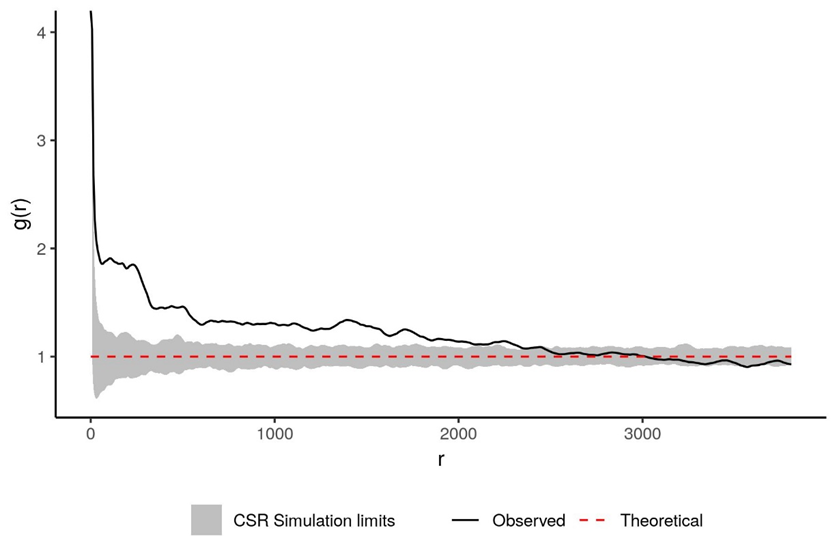 4
3
2
1
g(r)
0 1000 2000 3000
r
CSR Simulation limits Observed Theoretical